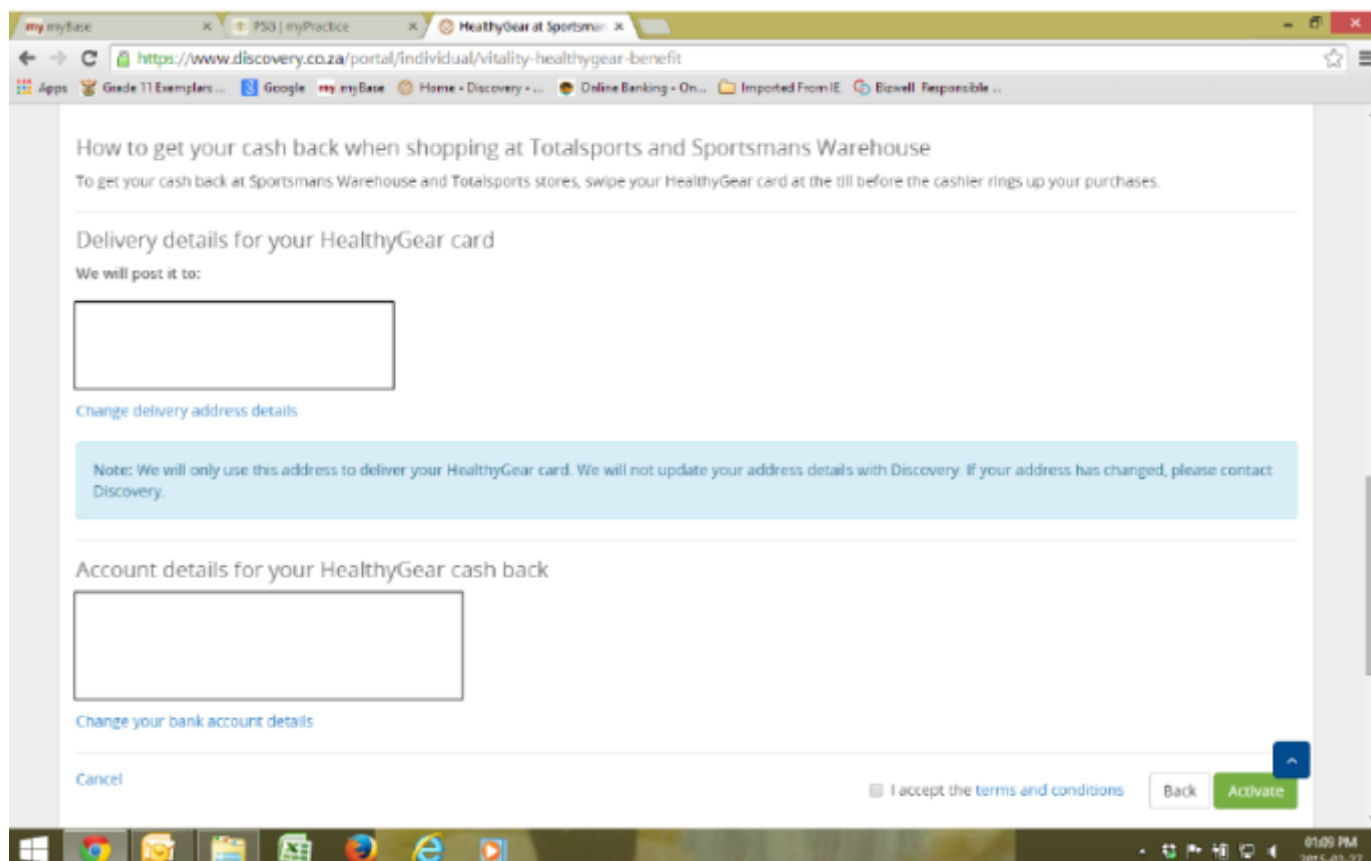 my myBase
PSG | myPractice
HealthyGear at Sportsman
https://www.discovery.co.za/portal/individual/vitality-healthygear-benefit
Apps
Grade 11 Exemplars ...
Google
my myBase
Home - Discovery - ...
Online Banking - On...
Imported From IE
Bizwell Responsible ...
How to get your cash back when shopping at Totalsports and Sportsmans Warehouse
To get your cash back at Sportsmans Warehouse and Totalsports stores, swipe your HealthyGear card at the till before the cashier rings up your purchases.
Delivery details for your HealthyGear card
We will post it to:
Change delivery address details
Note: We will only use this address to deliver your HealthyGear card. We will not update your address details with Discovery. If your address has changed, please contact
Discovery.
Account details for your HealthyGear cash back
Change your bank account details
Cancel
I accept the terms and conditions
Back
Activate
01:09 PM